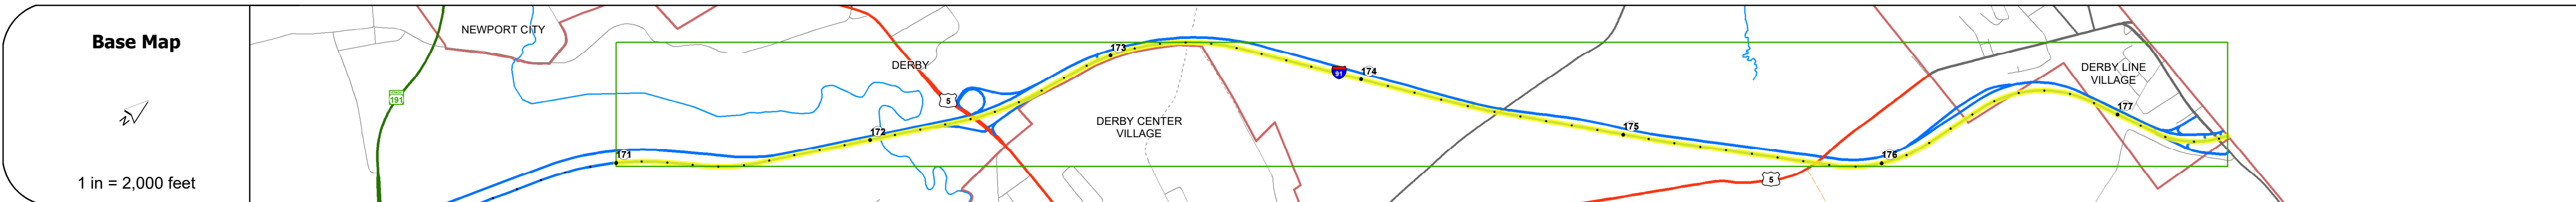 Base Map
N
1 in = 2,000 feet
NEWPORT CITY
191
DERBY
5
171
172
173
DERBY CENTER
VILLAGE
91
174
175
5
176
DERBY LINE
VILLAGE
177